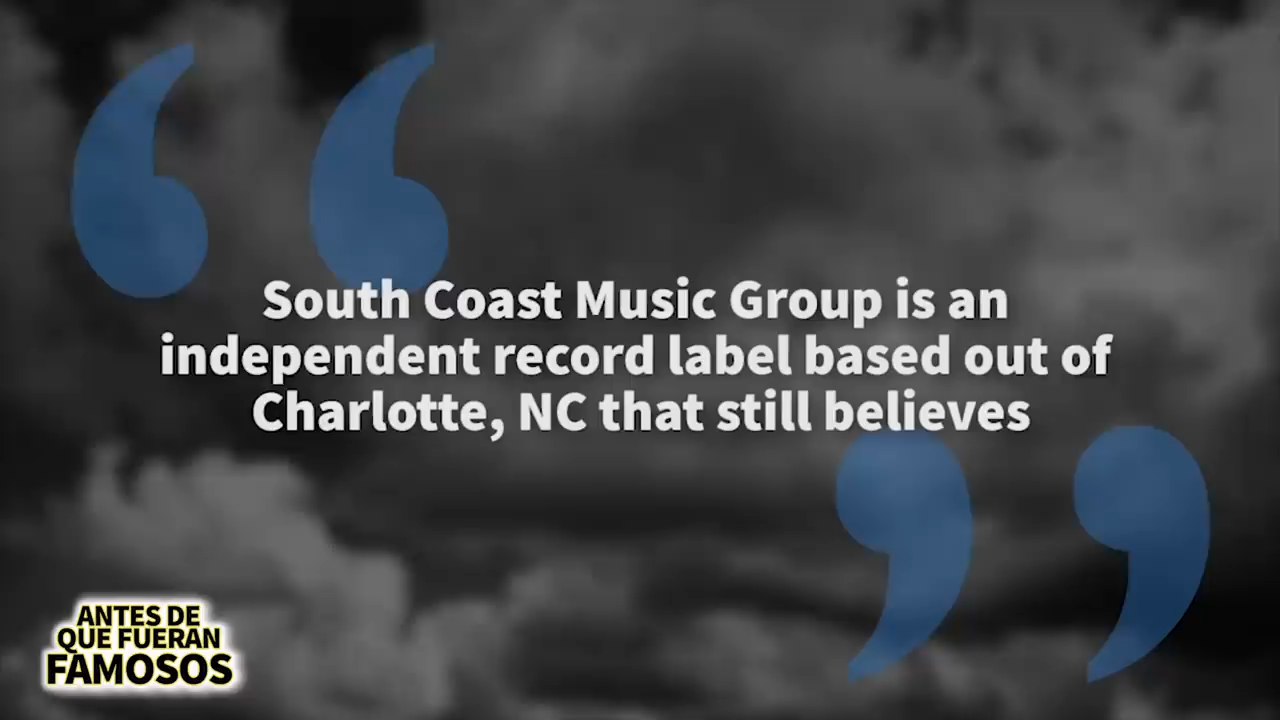 South Coast Music Group is an
independent record label based out of
Charlotte, NC that still believes
ANTES DE
QUE FUERAN
FAMOSOS